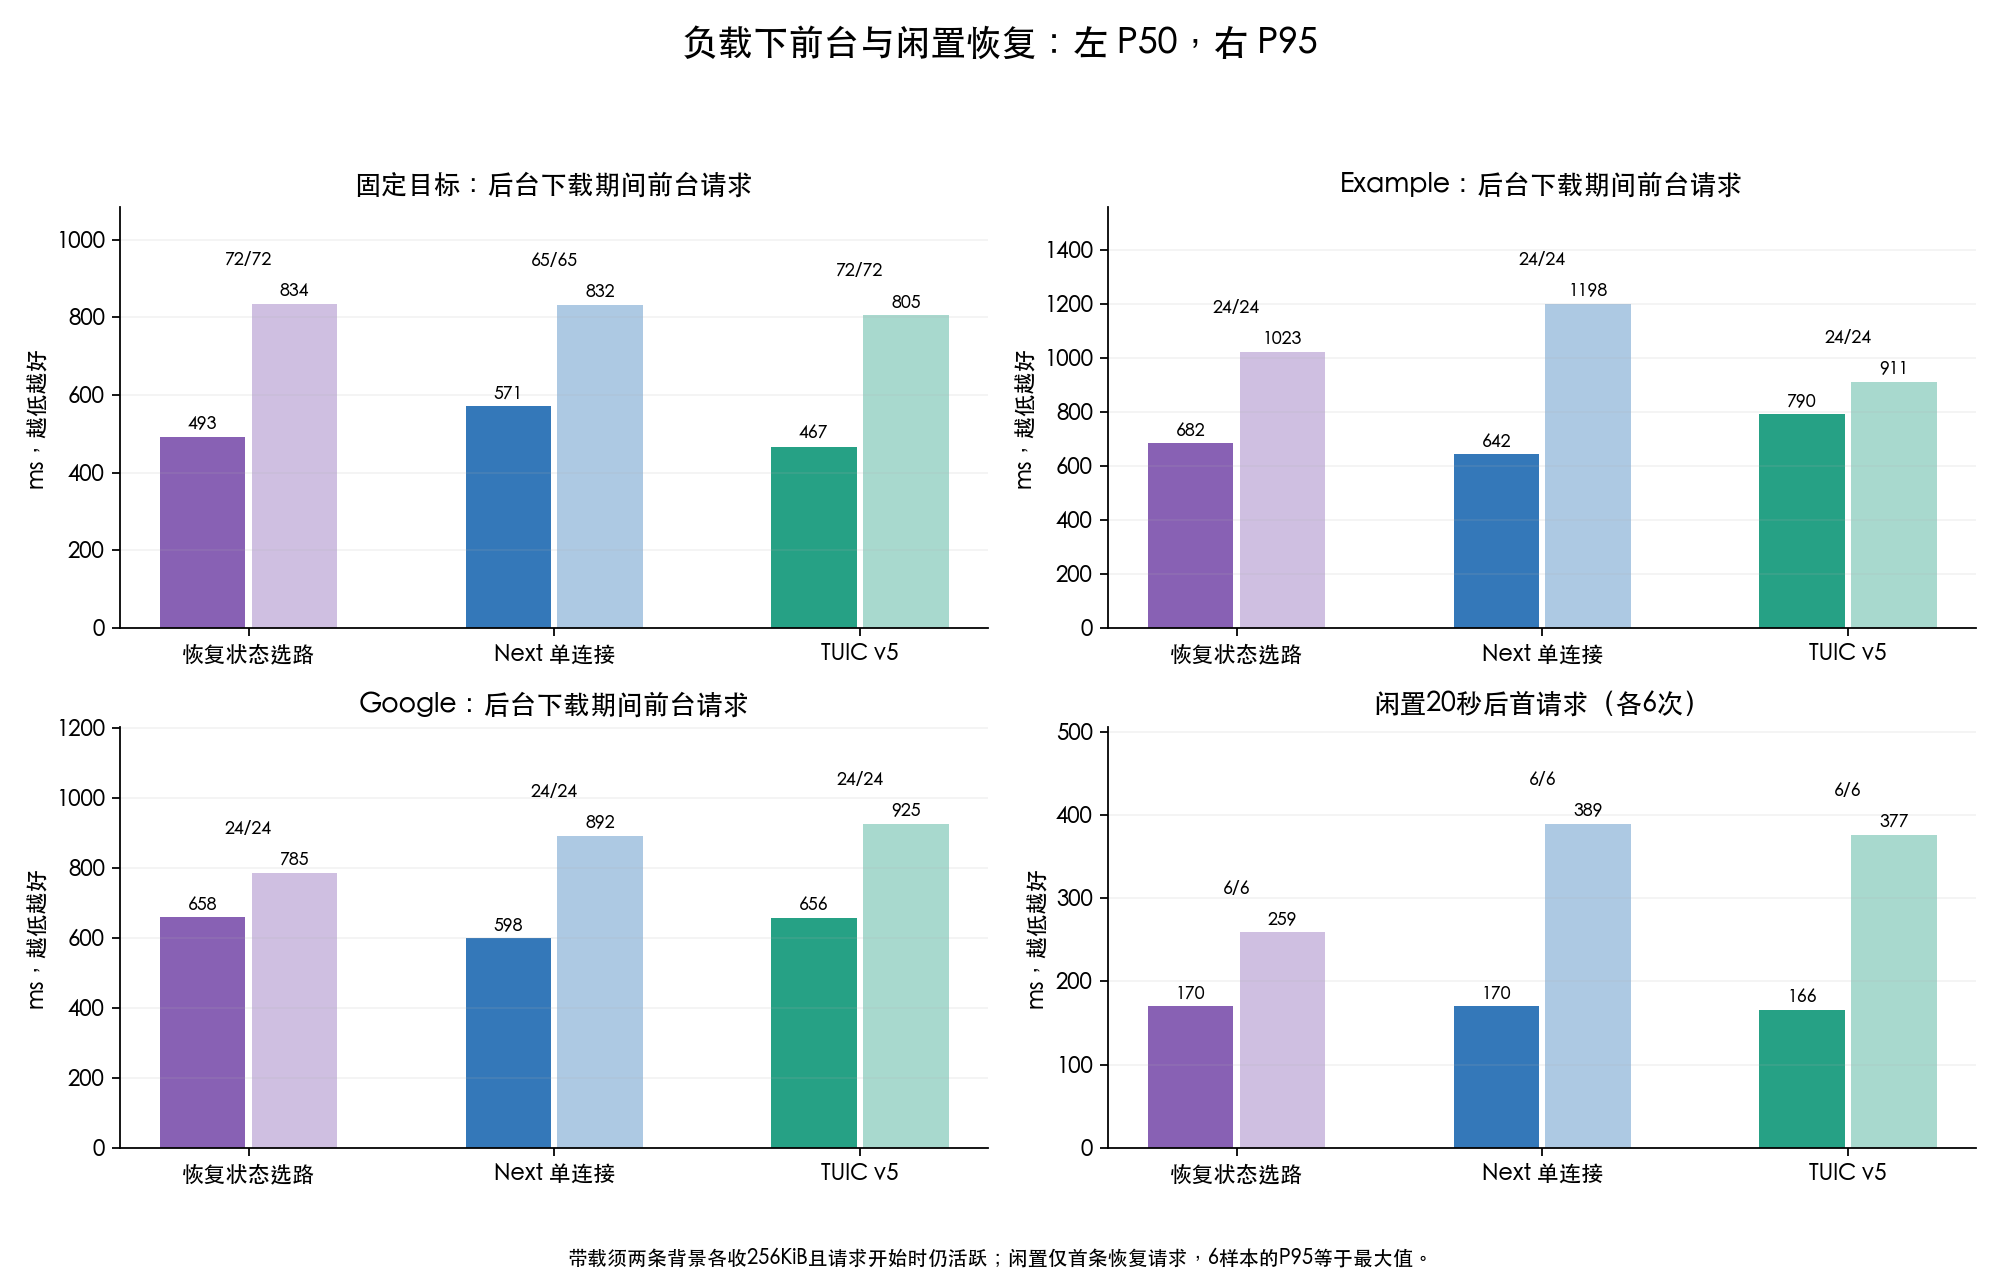 负载下前台与闲置恢复：左 P50，右 P95
固定目标：后台下载期间前台请求
ms，越低越好
1000
800
600
400
200
0
72/72
493
834
65/65
571
832
72/72
467
805
恢复状态选路
Next 单连接
TUIC v5
Example：后台下载期间前台请求
ms，越低越好
1400
1200
1000
800
600
400
200
0
24/24
682
1023
24/24
642
1198
24/24
790
911
恢复状态选路
Next 单连接
TUIC v5
Google：后台下载期间前台请求
ms，越低越好
1200
1000
800
600
400
200
0
24/24
658
785
24/24
598
892
24/24
656
925
恢复状态选路
Next 单连接
TUIC v5
闲置20秒后首请求（各6次）
ms，越低越好
500
400
300
200
100
0
6/6
170
259
6/6
170
389
6/6
166
377
恢复状态选路
Next 单连接
TUIC v5
带载须两条背景各收256KiB且请求开始时仍活跃；闲置仅首条恢复请求，6样本的P95等于最大值。